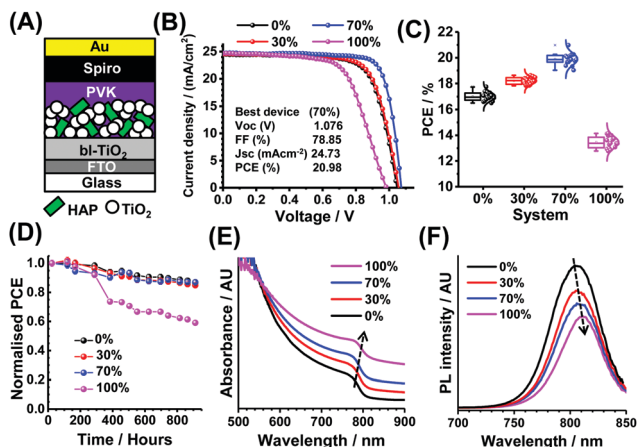 (A)
Au
Spiro
PVK
bl-TiO₂
FTO
Glass
HAP
TiO₂
(B)
0%
70%
30%
100%
Current density / (mA/cm²)
30
25
20
15
10
5
0
Best device (70%)
Voc (V) 1.076
FF (%) 78.85
Jsc (mAcm⁻²) 24.73
PCE (%) 20.98
0.0 0.2 0.4 0.6 0.8 1.0
Voltage / V
(C)
PCE / %
22
20
18
16
14
12
10
0% 30% 70% 100%
System
(D)
Normalised PCE
1.0
0.8
0.6
0.4
0.2
0.0
0%
30%
70%
100%
0 200 400 600 800
Time / Hours
(E)
Absorbance / AU
100%
70%
30%
0%
500 600 700 800 900
Wavelength / nm
(F)
PL intensity / AU
0%
30%
70%
100%
700 750 800 850
Wavelength / nm